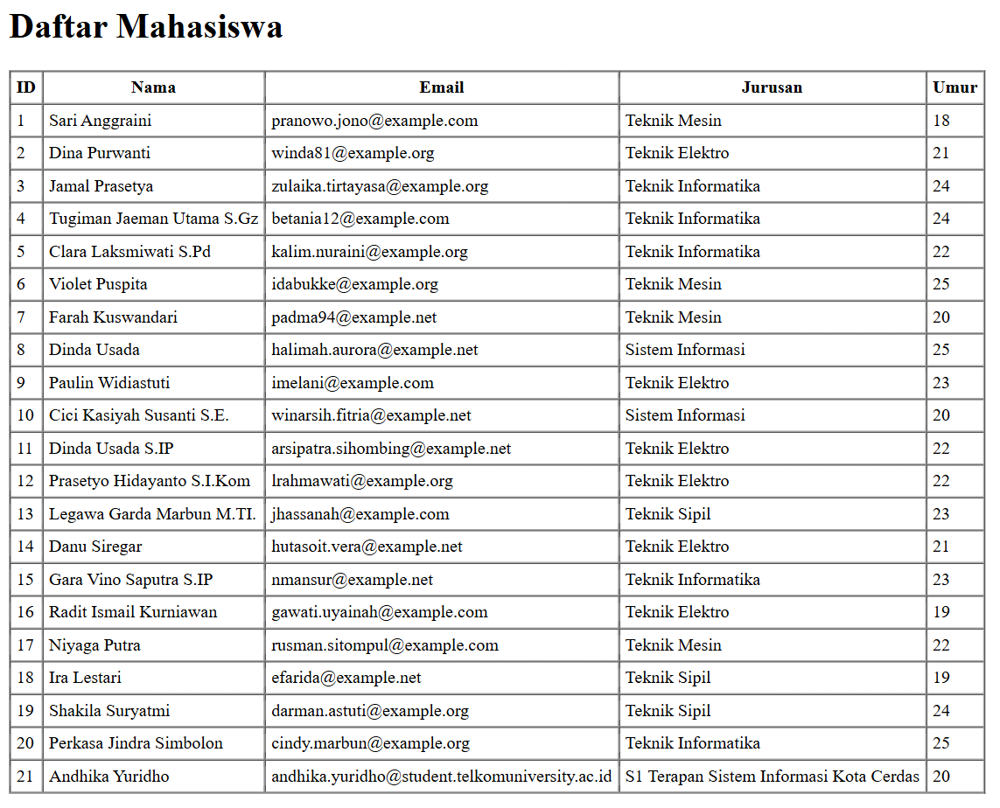 Daftar Mahasiswa
ID Nama Email Jurusan Umur
1 Sari Anggraini pranowo.jono@example.com Teknik Mesin 18
2 Dina Purwanti winda81@example.org Teknik Elektro 21
3 Jamal Prasetya zulaika.tirtayasa@example.org Teknik Informatika 24
4 Tugiman Jaeman Utama S.Gz betania12@example.com Teknik Informatika 24
5 Clara Laksmiwati S.Pd kalim.nuraini@example.org Teknik Informatika 22
6 Violet Puspita idabukke@example.org Teknik Mesin 25
7 Farah Kuswandari padma94@example.net Teknik Mesin 20
8 Dinda Usada halimah.aurora@example.net Sistem Informasi 25
9 Paulin Widiastuti imelani@example.com Teknik Elektro 23
10 Cici Kasiyah Susanti S.E. winarsih.fitria@example.net Sistem Informasi 20
11 Dinda Usada S.IP arsipatra.sihombing@example.net Teknik Elektro 22
12 Prasetyo Hidayanto S.I.Kom lrahmawati@example.org Teknik Elektro 22
13 Legawa Garda Marbun M.TI. jhassanah@example.com Teknik Sipil 23
14 Danu Siregar hutasoit.vera@example.net Teknik Elektro 21
15 Gara Vino Saputra S.IP nmansur@example.net Teknik Informatika 23
16 Radit Ismail Kurniawan gawati.uyainah@example.com Teknik Elektro 19
17 Niyaga Putra rusman.sitompul@example.com Teknik Mesin 22
18 Ira Lestari efarida@example.net Teknik Sipil 19
19 Shakila Suryatmi darman.astuti@example.org Teknik Sipil 24
20 Perkasa Jindra Simbolon cindy.marbun@example.org Teknik Informatika 25
21 Andhika Yuridho andhika.yuridho@student.telkomuniversity.ac.id S1 Terapan Sistem Informasi Kota Cerdas 20